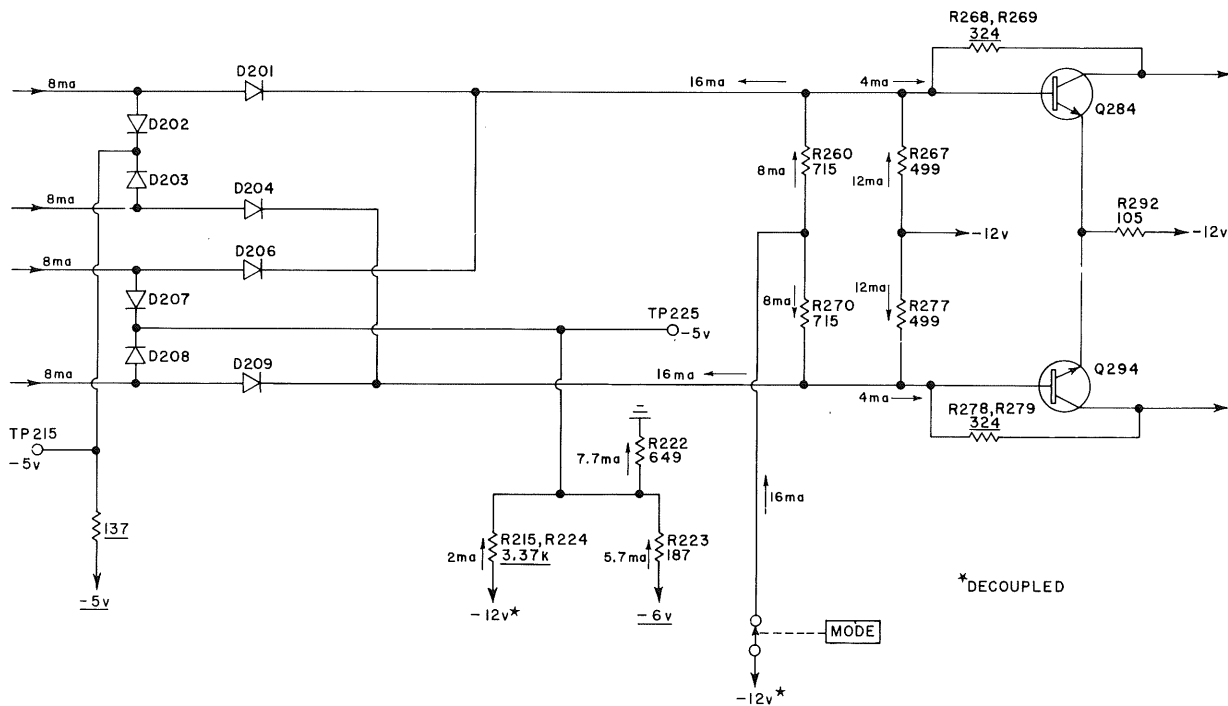 R268, R269
324
8ma
D201
16ma
4ma
Q284
D202
D203
R260
715
8ma
R267
499
12ma
8ma
D204
R292
105
-12v
-12v
8ma
D206
D207
TP225
-5v
8ma
R270
715
12ma
R277
499
D208
8ma
D209
16ma
4ma
Q294
R278, R279
324
TP215
-5v
R222
649
7.7ma
16ma
137
R215, R224
3.37K
2ma
R223
187
5.7ma
-5v
-12v*
-6v
*DECOUPLED
MODE
-12v*